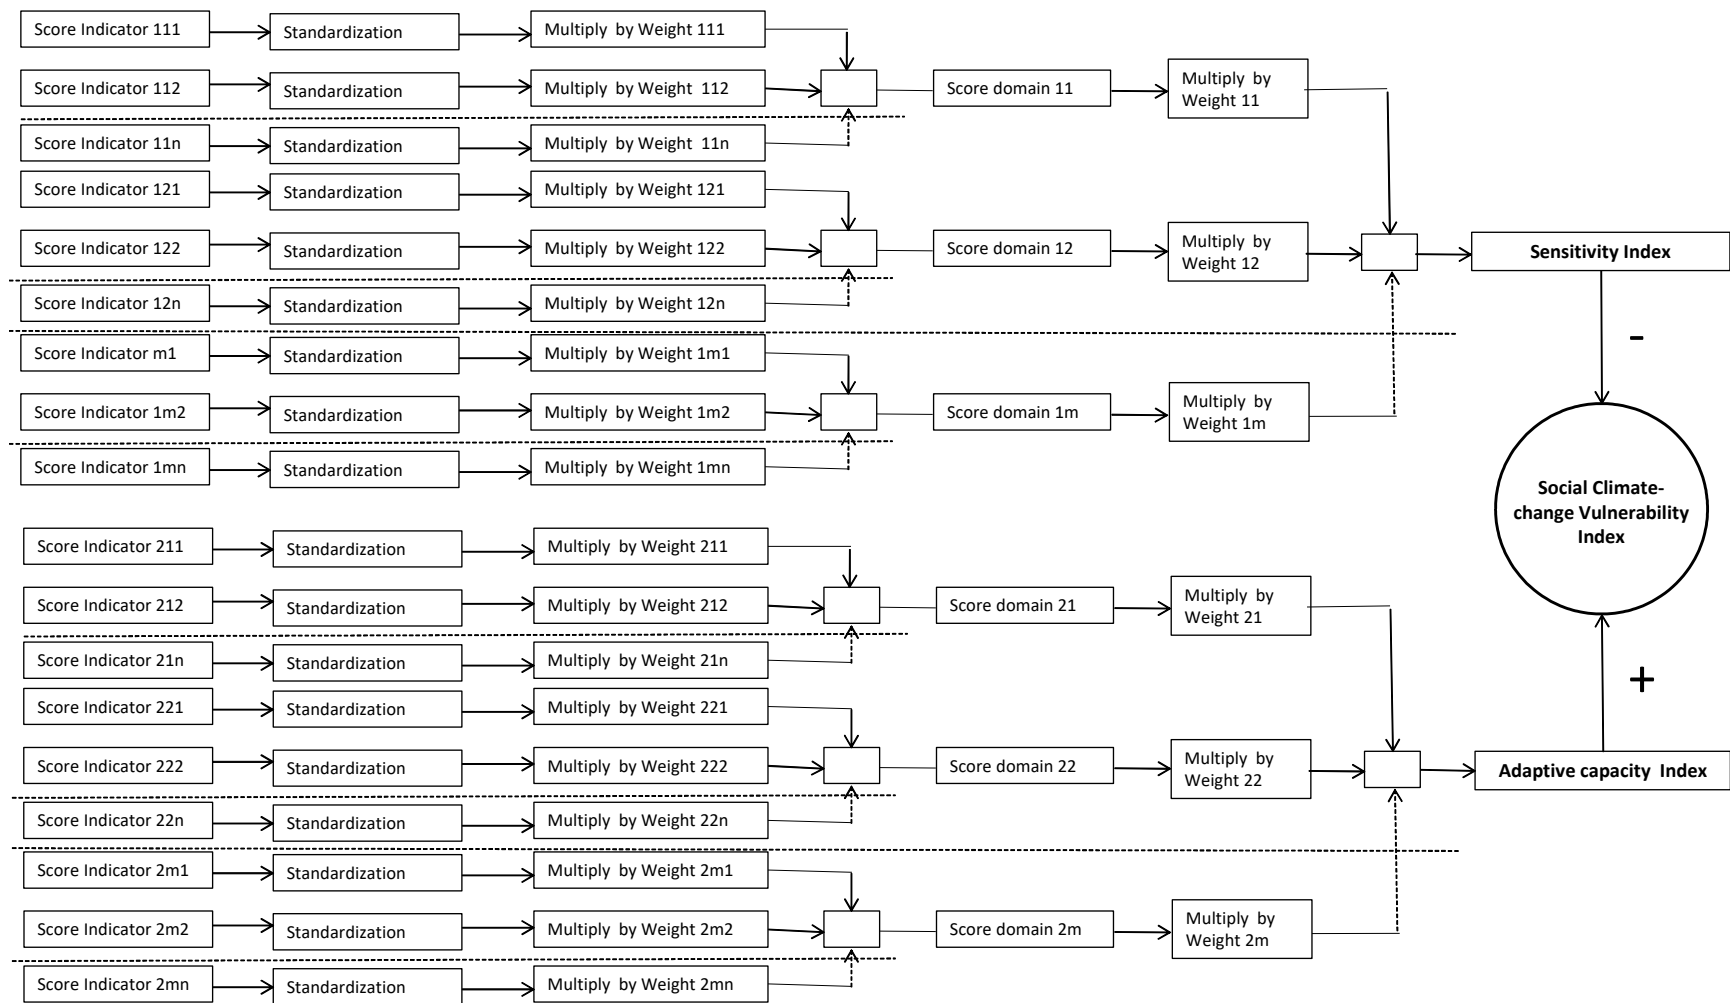 Score Indicator 111
Standardization
Multiply by Weight 111
Score Indicator 112
Standardization
Multiply by Weight 112
Score domain 11
Multiply by
Weight 11
Score Indicator 11n
Standardization
Multiply by Weight 11n
Score Indicator 121
Standardization
Multiply by Weight 121
Score Indicator 122
Standardization
Multiply by Weight 122
Score domain 12
Multiply by
Weight 12
Sensitivity Index
Score Indicator 12n
Standardization
Multiply by Weight 12n
Score Indicator m1
Standardization
Multiply by Weight 1m1
-
Score Indicator 1m2
Standardization
Multiply by Weight 1m2
Score domain 1m
Multiply by
Weight 1m
Score Indicator 1mn
Standardization
Multiply by Weight 1mn
Social Climate-
change Vulnerability
Index
Score Indicator 211
Standardization
Multiply by Weight 211
Score Indicator 212
Standardization
Multiply by Weight 212
Score domain 21
Multiply by
Weight 21
Score Indicator 21n
Standardization
Multiply by Weight 21n
+
Score Indicator 221
Standardization
Multiply by Weight 221
Score Indicator 222
Standardization
Multiply by Weight 222
Score domain 22
Multiply by
Weight 22
Adaptive capacity Index
Score Indicator 22n
Standardization
Multiply by Weight 22n
Score Indicator 2m1
Standardization
Multiply by Weight 2m1
Score Indicator 2m2
Standardization
Multiply by Weight 2m2
Score domain 2m
Multiply by
Weight 2m
Score Indicator 2mn
Standardization
Multiply by Weight 2mn